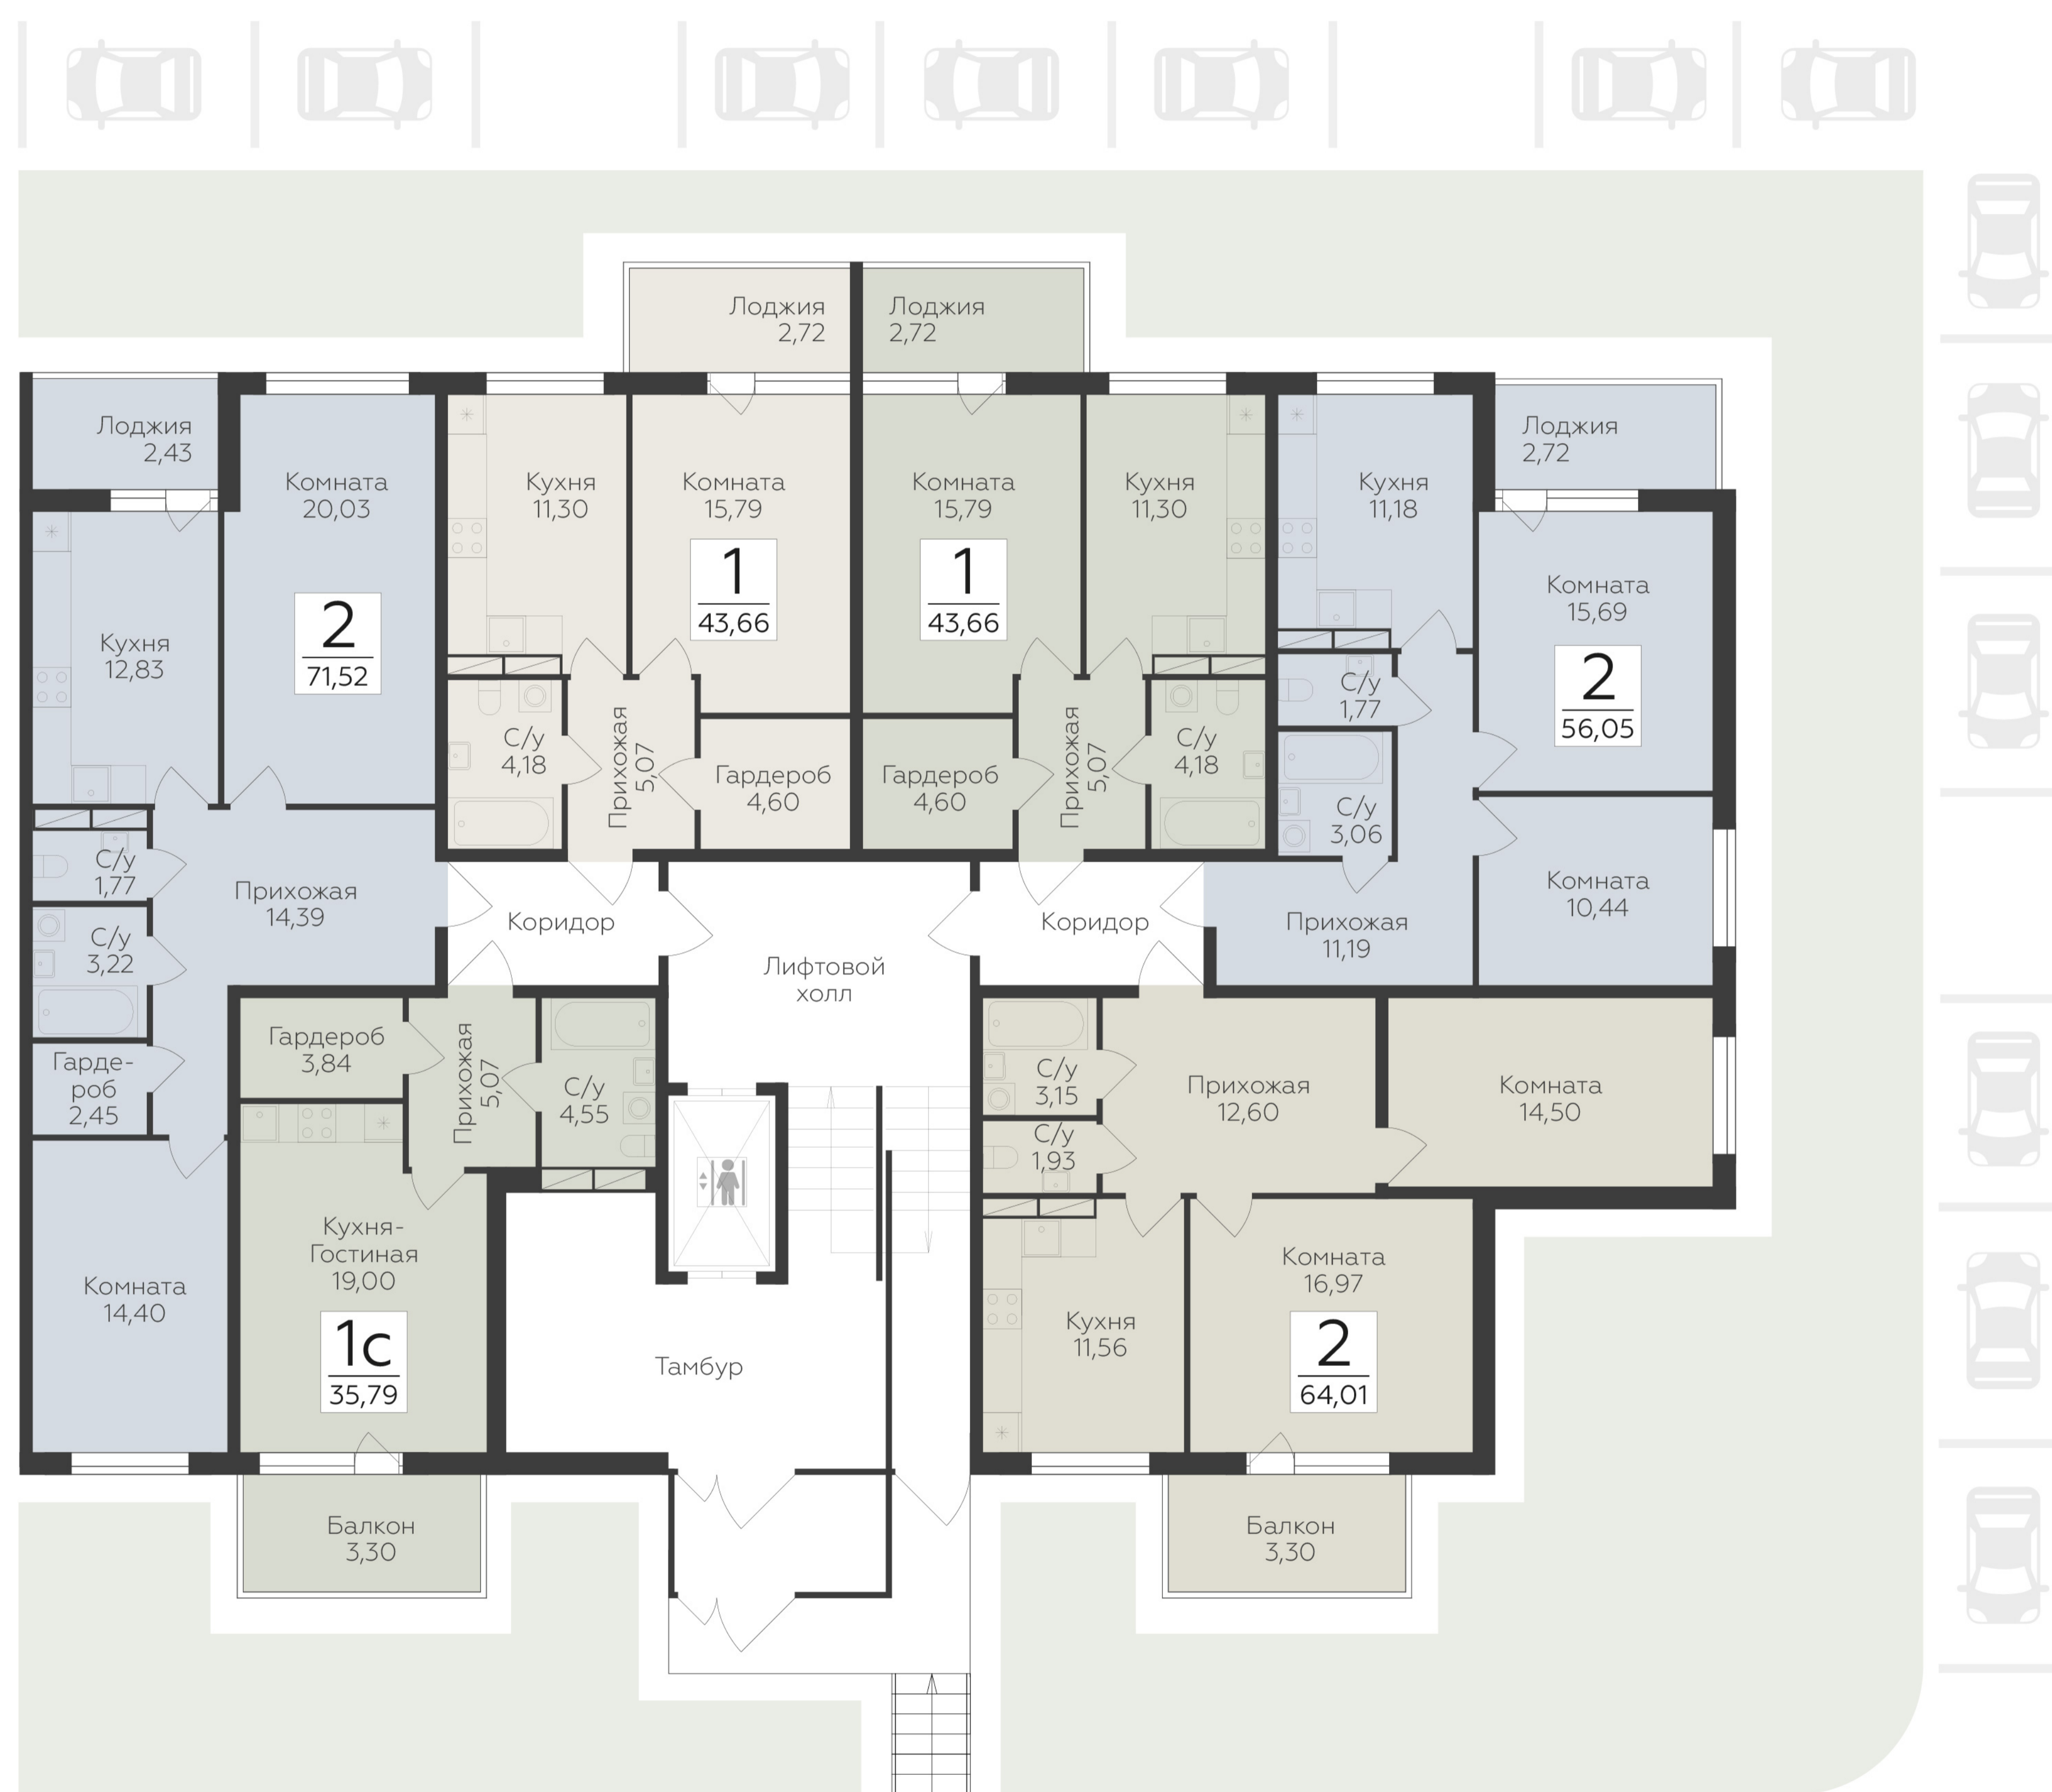 Лоджия
2,72
Лоджия
2,72
Лоджия
2,43
Комната
20,03
2
71,52
Кухня
12,83
С/у
1,77
С/у
3,22
Гарде-
роб
2,45
Прихожая
14,39
Комната
14,40
Кухня
11,30
Комната
15,79
1
43,66
С/у
4,18
Прихожая
5,07
Гардероб
4,60
Комната
15,79
1
43,66
Кухня
11,30
Гардероб
4,60
Прихожая
5,07
С/у
4,18
Кухня
11,18
Лоджия
2,72
Комната
15,69
2
56,05
С/у
1,77
С/у
3,06
Комната
10,44
Прихожая
11,19
Коридор
Лифтовой
холл
Коридор
Гардероб
3,84
Прихожая
5,07
С/у
4,55
Кухня-
Гостиная
19,00
1с
35,79
Балкон
3,30
Тамбур
С/у
3,15
С/у
1,93
Прихожая
12,60
Комната
14,50
Кухня
11,56
Комната
16,97
2
64,01
Балкон
3,30